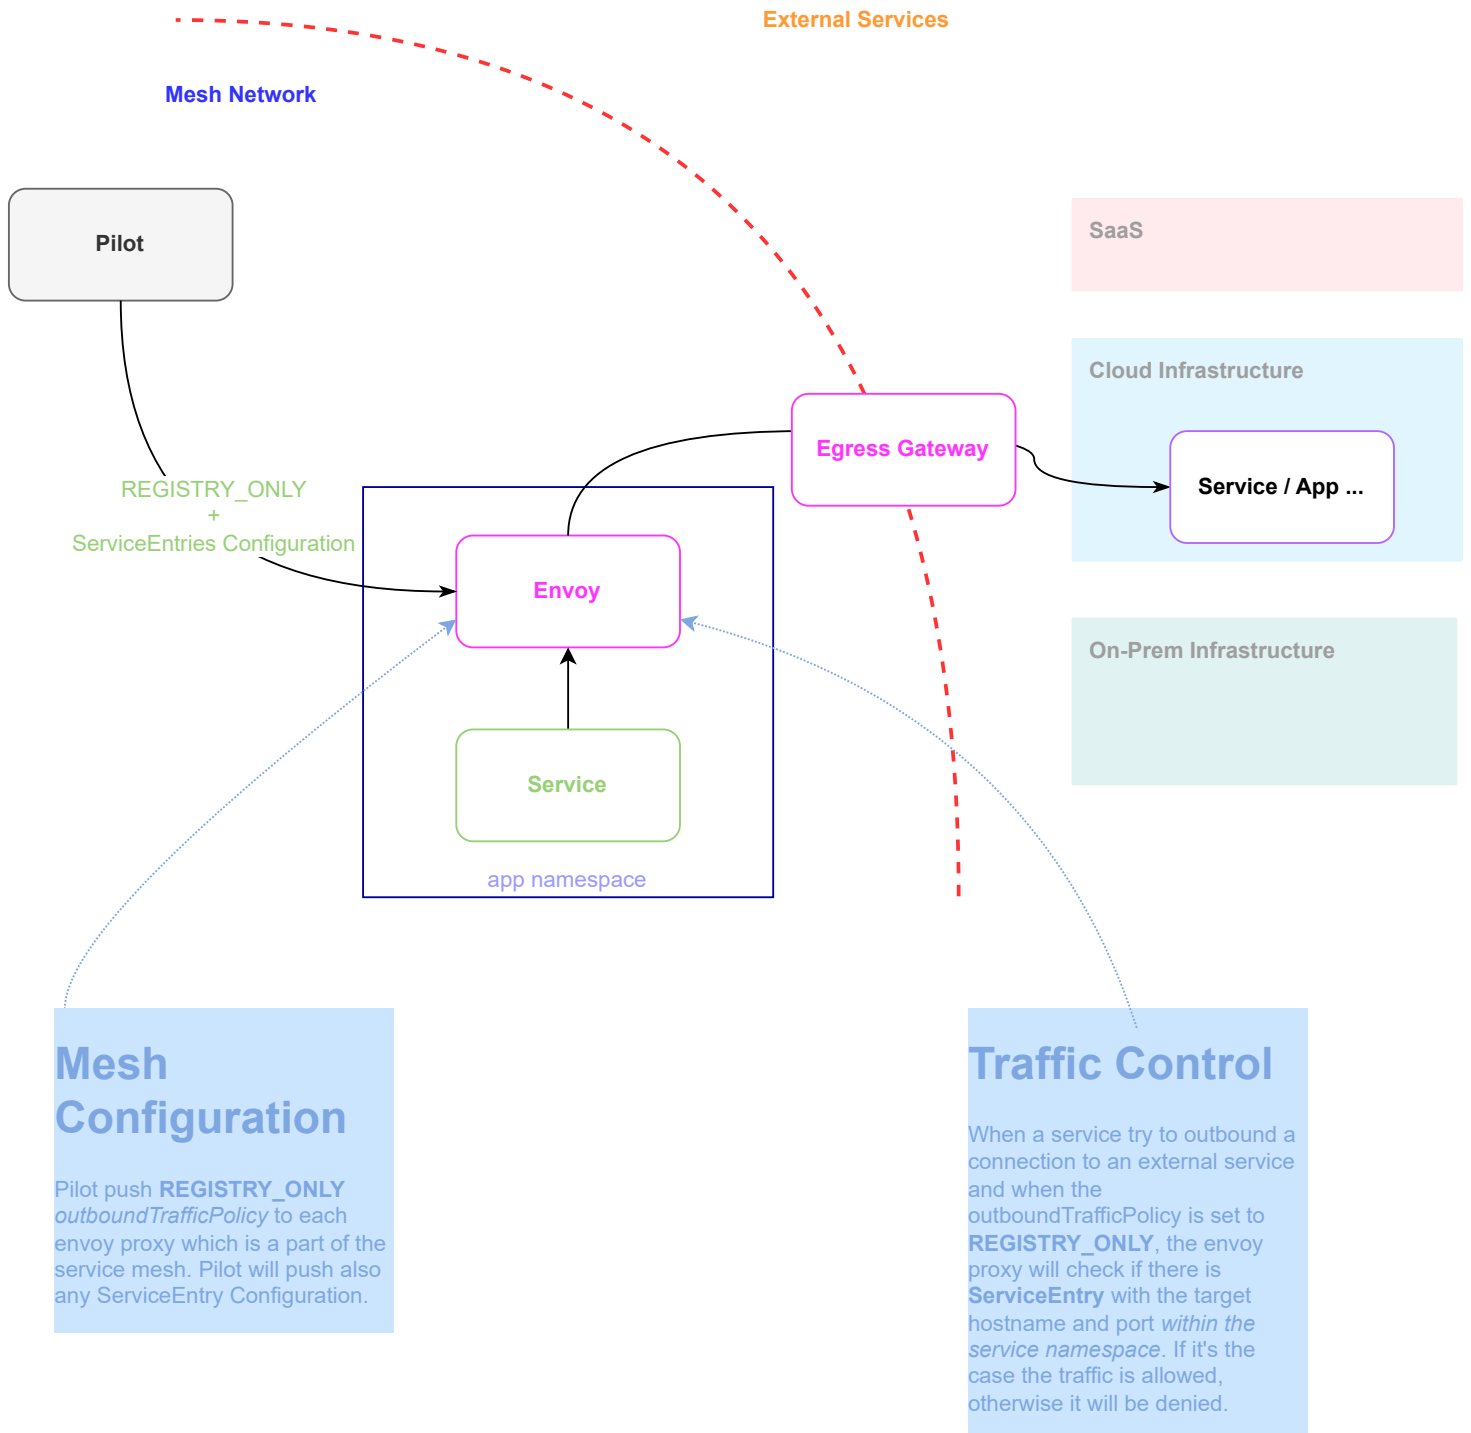 External Services
Mesh Network
Pilot
SaaS
Cloud Infrastructure
Egress Gateway
Service / App ...
REGISTRY_ONLY
+
ServiceEntries Configuration
Envoy
On-Prem Infrastructure
Service
app namespace
Mesh
Configuration
Pilot push REGISTRY_ONLY
outboundTrafficPolicy to each
envoy proxy which is a part of the
service mesh. Pilot will push also
any ServiceEntry Configuration.
Traffic Control
When a service try to outbound a
connection to an external service
and when the
outboundTrafficPolicy is set to
REGISTRY_ONLY, the envoy
proxy will check if there is
ServiceEntry with the target
hostname and port within the
service namespace. If it's the
case the traffic is allowed,
otherwise it will be denied.